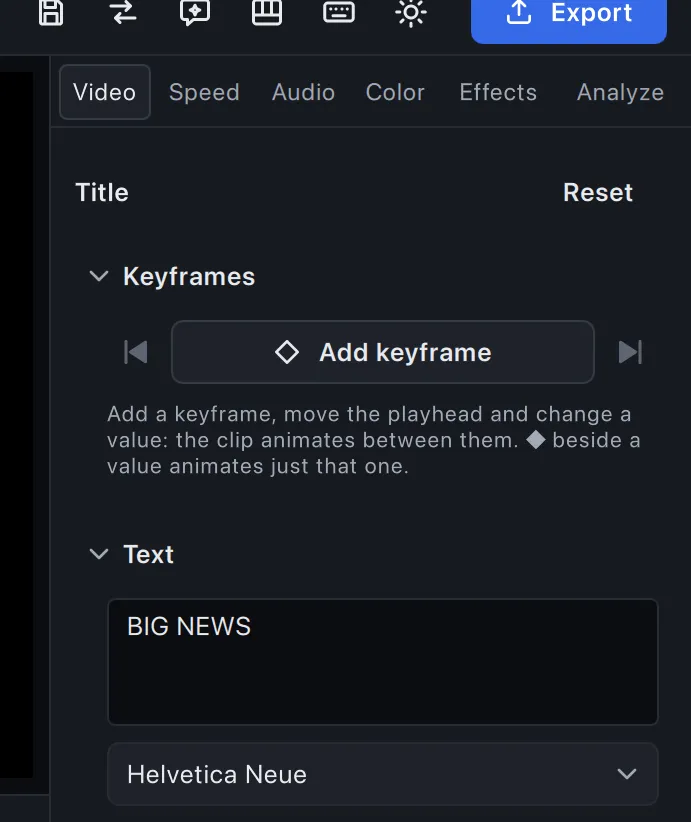 Export
Video Speed Audio Color Effects Analyze
Title Reset
Keyframes
Add keyframe
Add a keyframe, move the playhead and change a
value: the clip animates between them. ◆ beside a
value animates just that one.
Text
BIG NEWS
Helvetica Neue